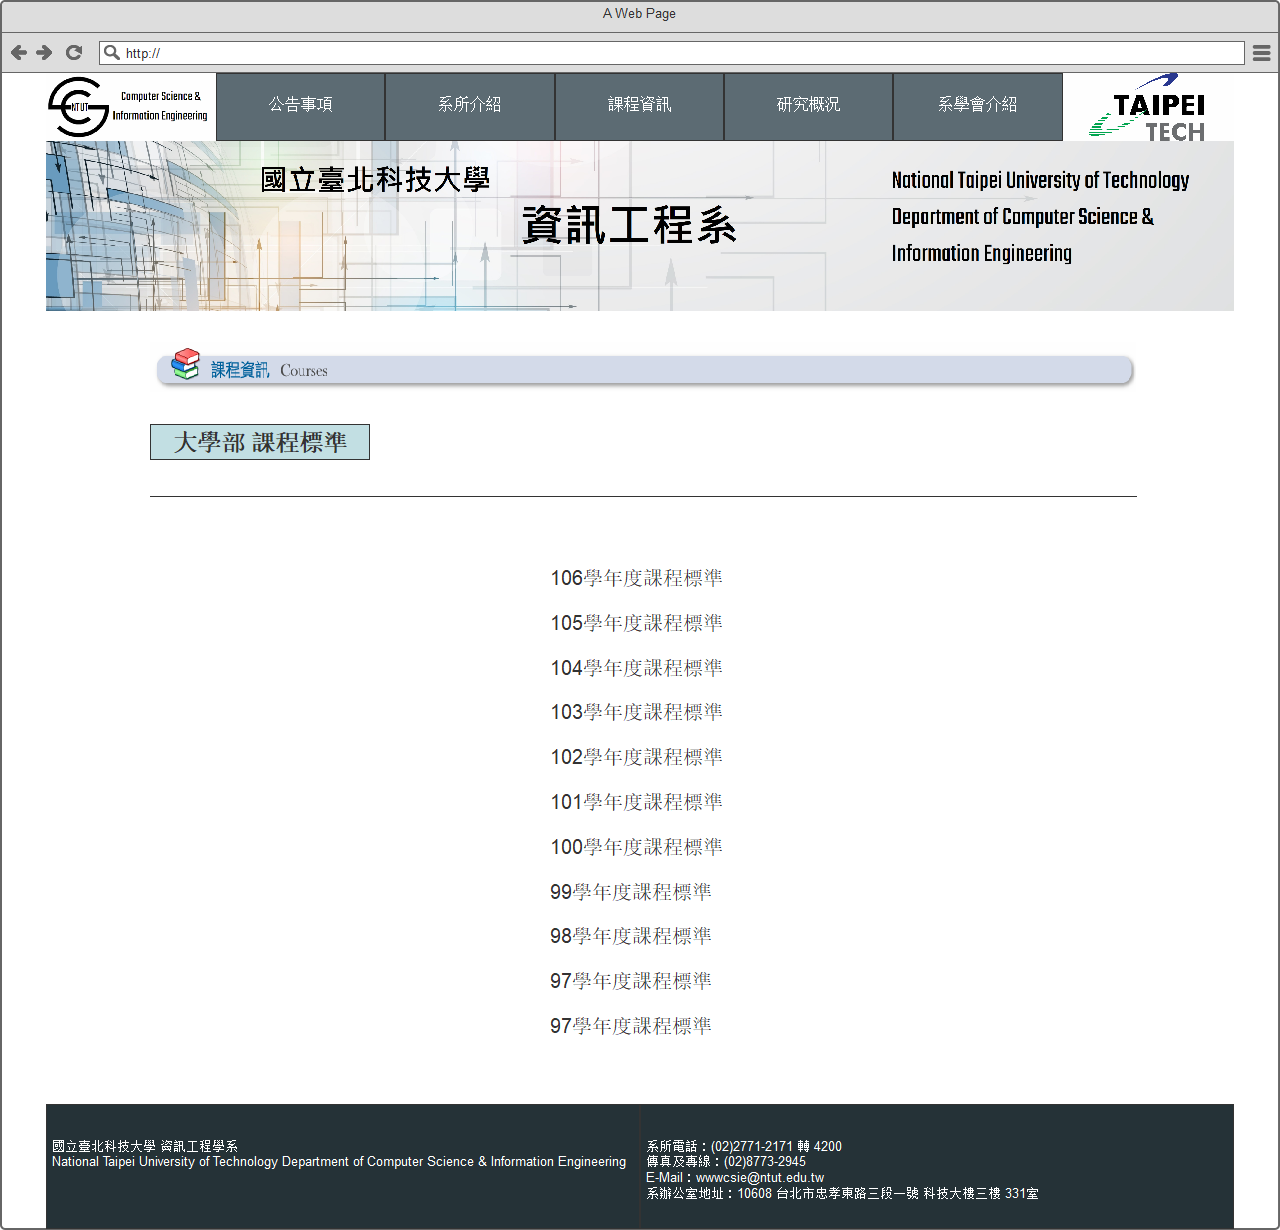 A Web Page
http://
NTUT
Computer Science &
Information Engineering
公告事項
系所介紹
課程資訊
研究概況
系學會介紹
TAIPEI
TECH
國立臺北科技大學
資訊工程系
National Taipei University of Technology
Department of Computer Science &
Information Engineering
課程資訊 Courses
大學部 課程標準
106學年度課程標準
105學年度課程標準
104學年度課程標準
103學年度課程標準
102學年度課程標準
101學年度課程標準
100學年度課程標準
99學年度課程標準
98學年度課程標準
97學年度課程標準
97學年度課程標準
國立臺北科技大學 資訊工程學系
National Taipei University of Technology Department of Computer Science & Information Engineering
系所電話：(02)2771-2171 轉 4200
傳真及專線：(02)8773-2945
E-Mail：wwwcsie@ntut.edu.tw
系辦公室地址：10608 台北市忠孝東路三段一號 科技大樓三樓 331室